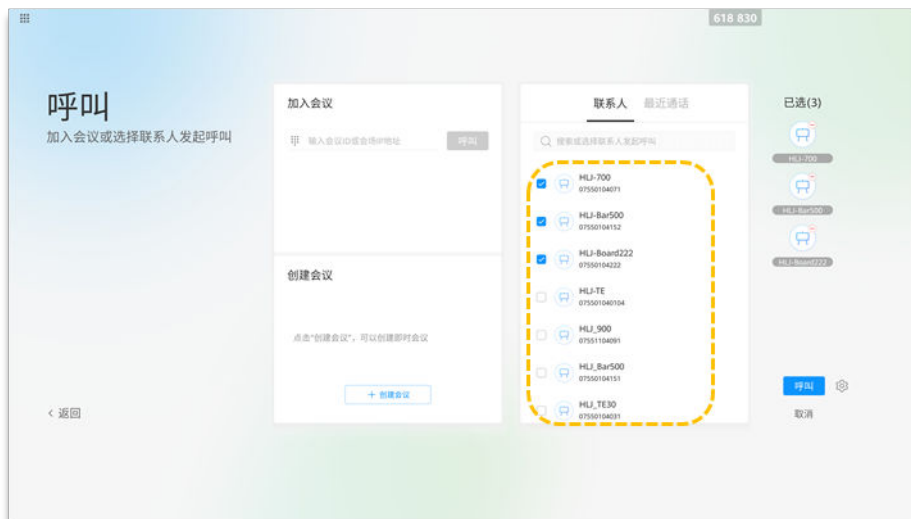 618 830
呼叫
加入会议或选择联系人发起呼叫
加入会议
输入会议ID或会场IP地址
呼叫
创建会议
点击“创建会议”，可以创建即时会议
+ 创建会议
联系人 最近通话
搜索或选择联系人发起呼叫
HLJ-700
07550104071
HLJ-Bar500
07550104152
HLJ-Board222
07550104222
HLJ-TE
075501040104
HLJ_900
07551104091
HLJ_Bar500
07550104151
HLJ_TE30
07550104031
已选(3)
HLJ-700
HLJ-Bar500
HLJ-Board222
呼叫
取消
< 返回